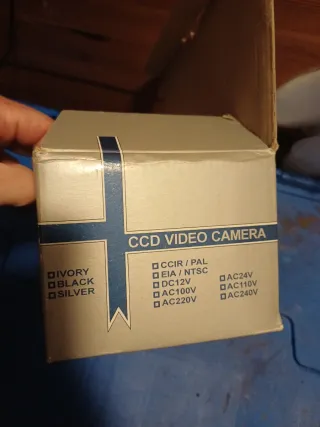 CCD VIDEO CAMERA
□IVORY
□BLACK
□SILVER
□CCIR / PAL
□EIA / NTSC
□DC12V
□AC100V
□AC220V
□AC24V
□AC110V
□AC240V